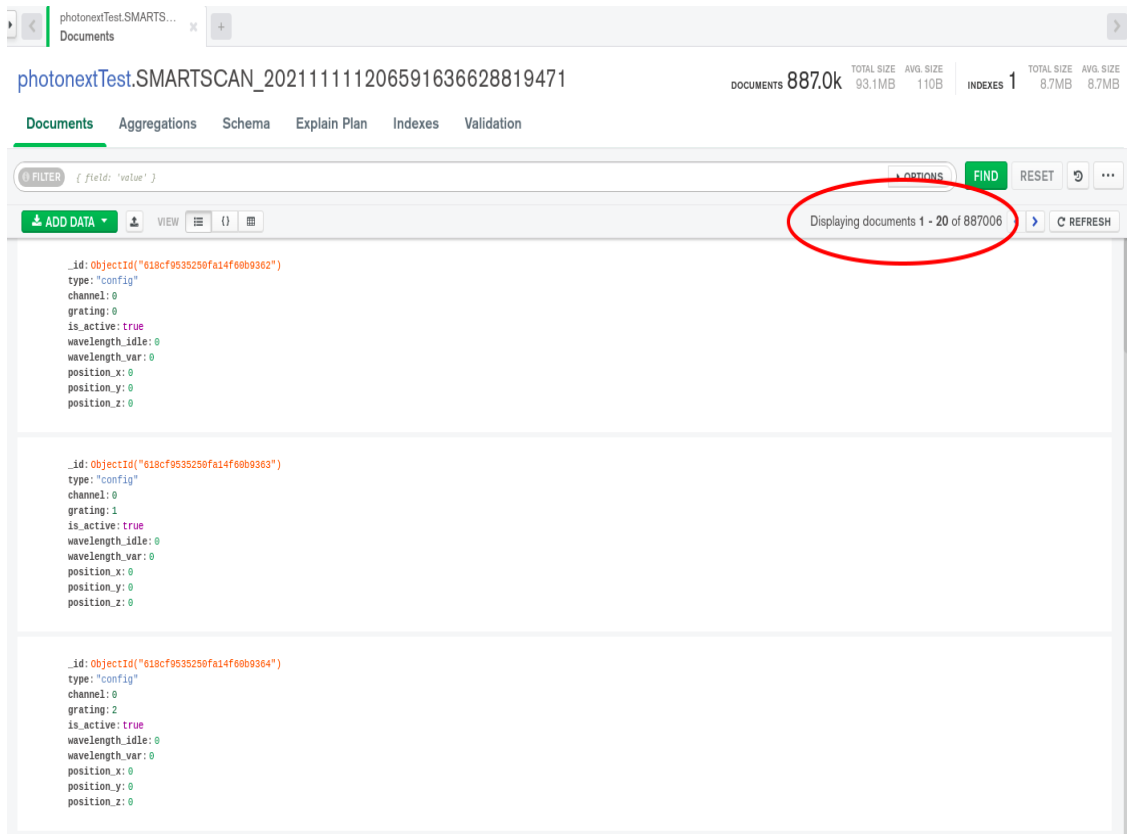 photonextTest.SMARTS...
Documents
photonextTest.SMARTSCAN_20211111120659163662881​9471
DOCUMENTS 887.0k TOTAL SIZE 93.1MB AVG. SIZE 110B INDEXES 1 TOTAL SIZE 8.7MB AVG. SIZE 8.7MB
Documents Aggregations Schema Explain Plan Indexes Validation
FILTER { field: 'value' } OPTIONS FIND RESET ...
ADD DATA VIEW {} Displaying documents 1 - 20 of 887006 REFRESH
_id:ObjectId("618cf9535250fa14f60b9362")
type:"config"
channel:0
grating:0
is_active:true
wavelength_idle:0
wavelength_var:0
position_x:0
position_y:0
position_z:0
_id:ObjectId("618cf9535250fa14f60b9363")
type:"config"
channel:0
grating:1
is_active:true
wavelength_idle:0
wavelength_var:0
position_x:0
position_y:0
position_z:0
_id:ObjectId("618cf9535250fa14f60b9364")
type:"config"
channel:0
grating:2
is_active:true
wavelength_idle:0
wavelength_var:0
position_x:0
position_y:0
position_z:0